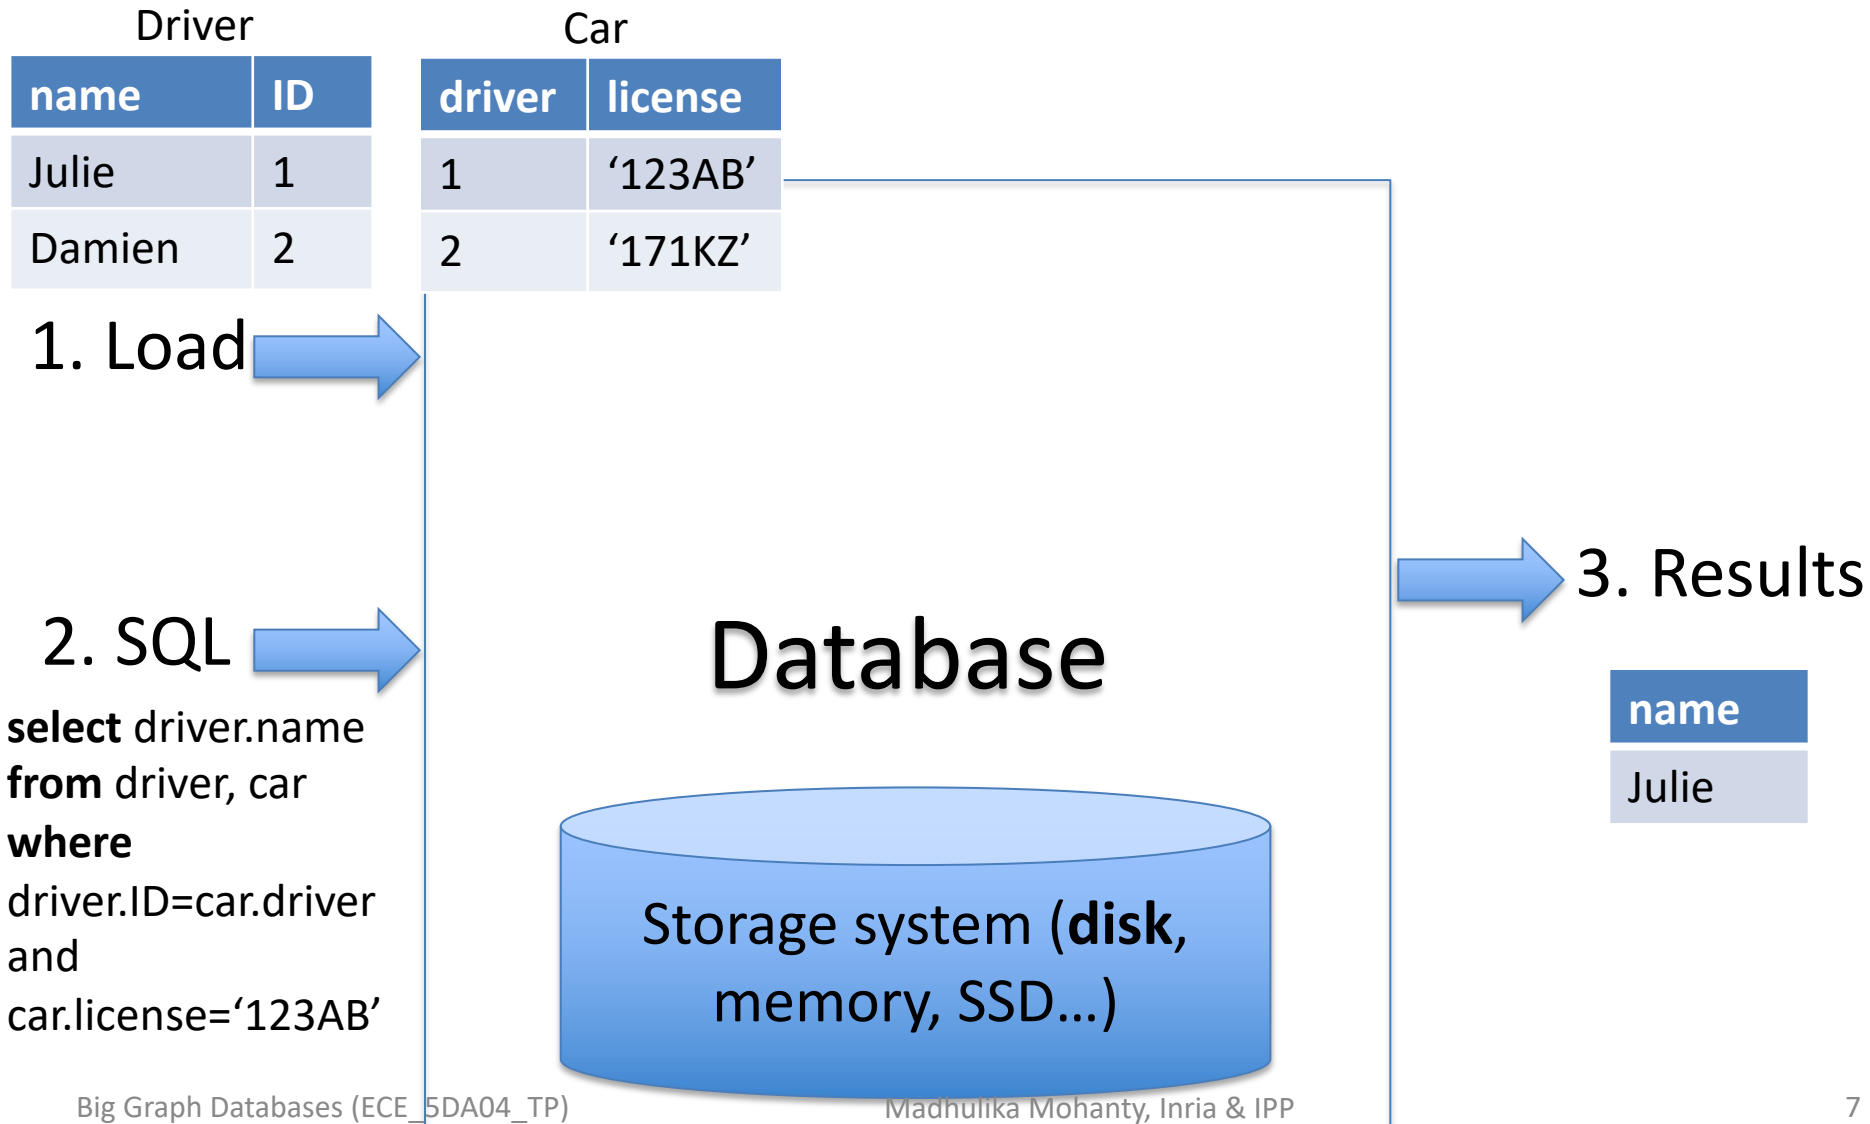 Driver
name ID
Julie 1
Damien 2
Car
driver license
1 ‘123AB’
2 ‘171KZ’
1. Load
2. SQL
select driver.name
from driver, car
where
driver.ID=car.driver
and
car.license=‘123AB’
Database
Storage system (disk,
memory, SSD…)
3. Results
name
Julie
Big Graph Databases (ECE_5DA04_TP)
Madhulika Mohanty, Inria & IPP
7